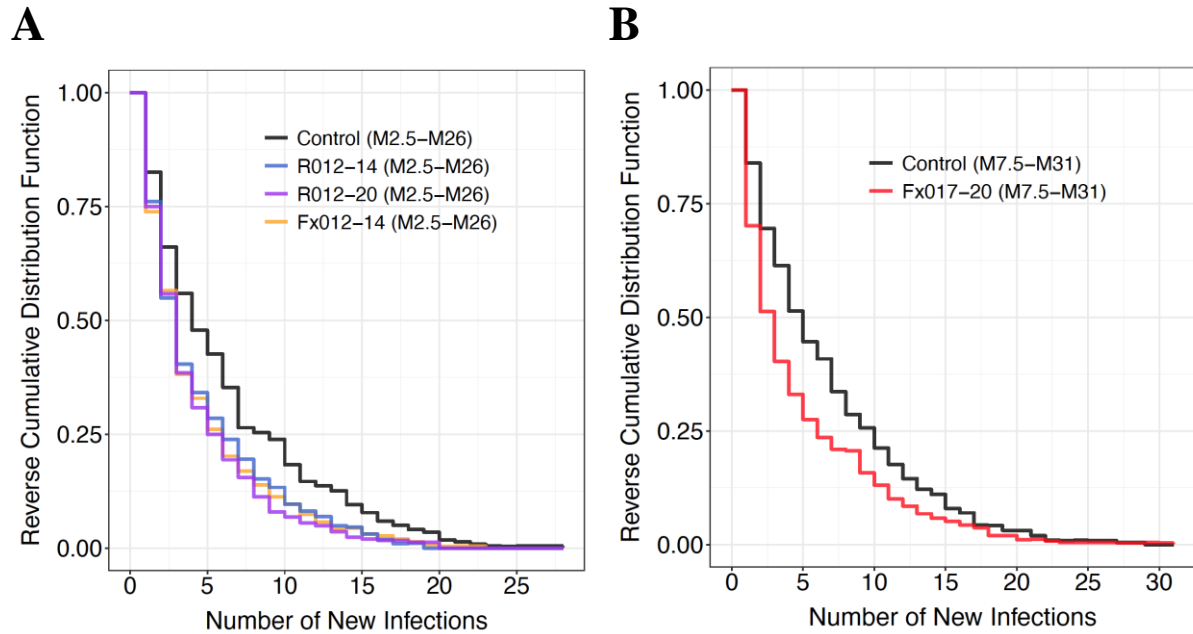 A
Reverse Cumulative Distribution Function
1.00
0.75
0.50
0.25
0.00
Control (M2.5−M26)
R012−14 (M2.5−M26)
R012−20 (M2.5−M26)
Fx012−14 (M2.5−M26)
0 5 10 15 20 25
Number of New Infections
B
Reverse Cumulative Distribution Function
1.00
0.75
0.50
0.25
0.00
Control (M7.5−M31)
Fx017−20 (M7.5−M31)
0 5 10 15 20 25 30
Number of New Infections